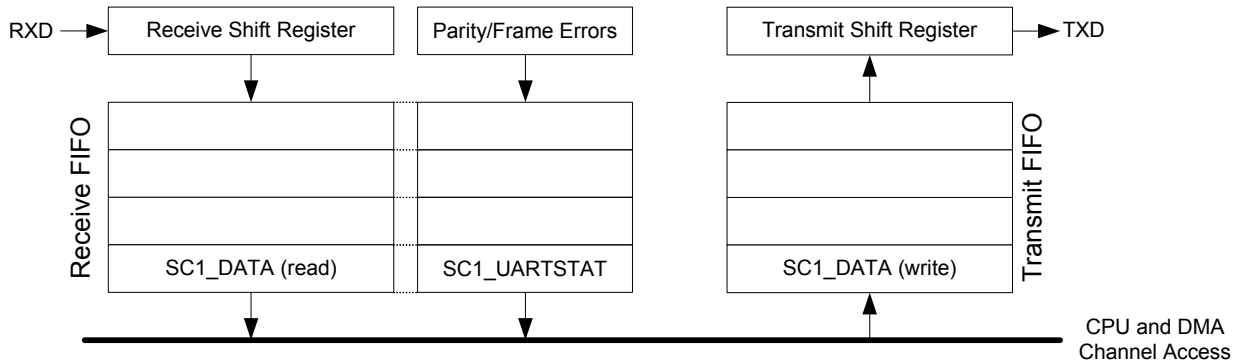 RXD
Receive Shift Register
Parity/Frame Errors
Transmit Shift Register
TXD
Receive FIFO
SC1_DATA (read)
SC1_UARTSTAT
SC1_DATA (write)
Transmit FIFO
CPU and DMA
Channel Access